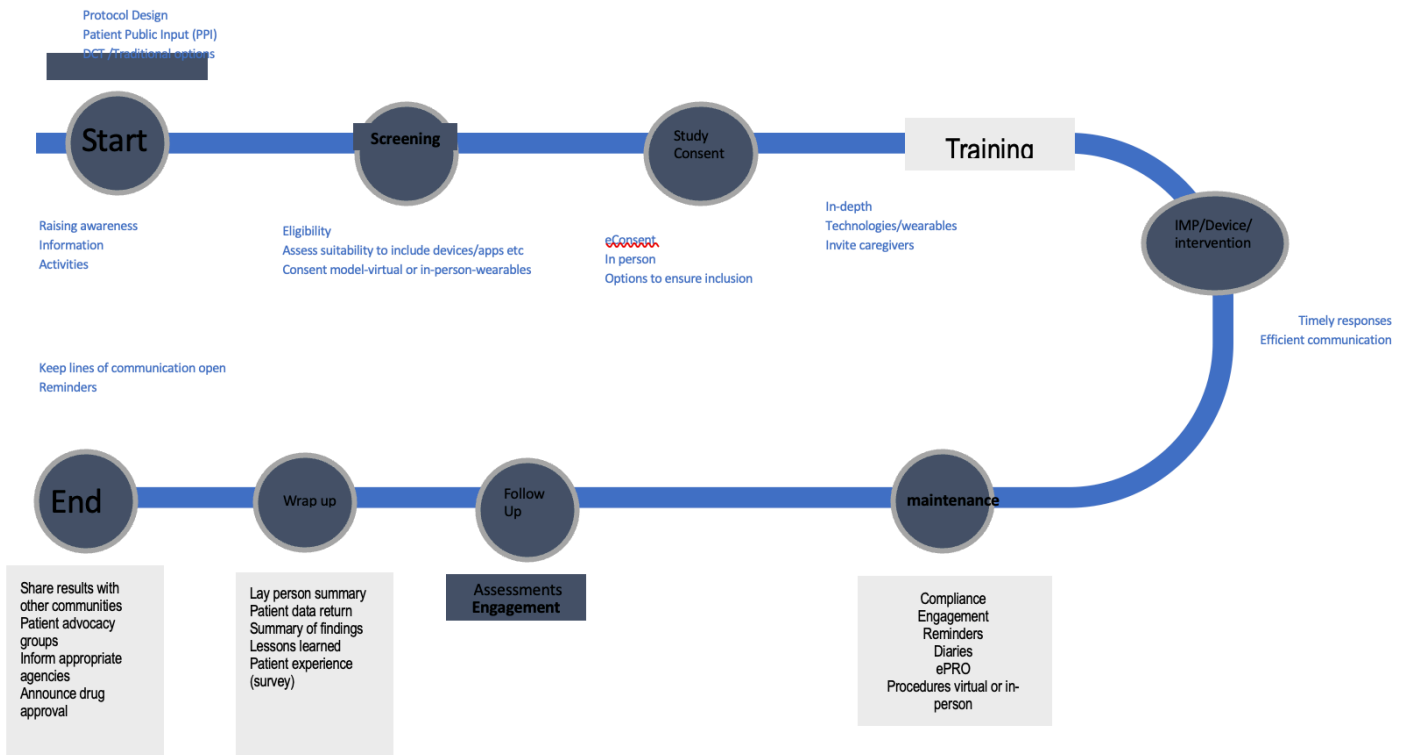 Protocol Design
Patient Public Input (PPI)
DCT /Traditional options
Start
Screening
Study
Consent
Training
IMP/Device/
intervention
Raising awareness
Information
Activities
Eligibility
Assess suitability to include devices/apps etc
Consent model-virtual or in-person-wearables
eConsent
In person
Options to ensure inclusion
In-depth
Technologies/wearables
Invite caregivers
Timely responses
Efficient communication
Keep lines of communication open
Reminders
End
Wrap up
Follow
Up
maintenance
Share results with
other communities
Patient advocacy
groups
Inform appropriate
agencies
Announce drug
approval
Lay person summary
Patient data return
Summary of findings
Lessons learned
Patient experience
(survey)
Assessments
Engagement
Compliance
Engagement
Reminders
Diaries
ePRO
Procedures virtual or in-
person